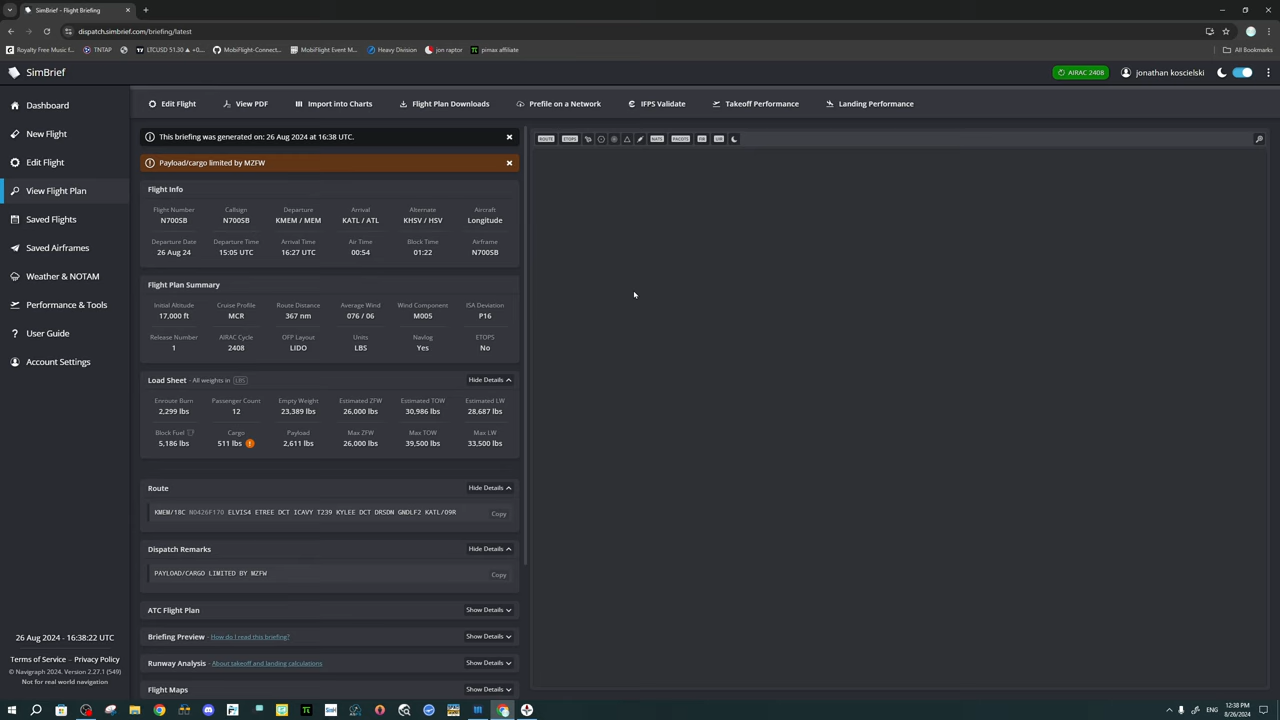 SimBrief - Flight Briefing
dispatch.simbrief.com/briefing/latest
Royalty Free Music f...
TNTAP
LTCUSD 51.30 ▲ +0....
MobiFlight-Connect...
MobiFlight Event M...
Heavy Division
jon raptor
pimax affiliate
All Bookmarks
SimBrief
AIRAC 2408
jonathan koscielski
Dashboard
New Flight
Edit Flight
View Flight Plan
Saved Flights
Saved Airframes
Weather & NOTAM
Performance & Tools
User Guide
Account Settings
26 Aug 2024 - 16:38:22 UTC
Terms of Service – Privacy Policy
© Navigraph 2024. Version 2.27.1 (549)
Not for real world navigation
Edit Flight
View PDF
Import into Charts
Flight Plan Downloads
Prefile on a Network
IFPS Validate
Takeoff Performance
Landing Performance
This briefing was generated on: 26 Aug 2024 at 16:38 UTC.
Payload/cargo limited by MZFW
Flight Info
Flight Number Callsign Departure Arrival Alternate Aircraft
N700SB N700SB KMEM / MEM KATL / ATL KHSV / HSV Longitude
Departure Date Departure Time Arrival Time Air Time Block Time Airframe
26 Aug 24 15:05 UTC 16:27 UTC 00:54 01:22 N700SB
Flight Plan Summary
Initial Altitude Cruise Profile Route Distance Average Wind Wind Component ISA Deviation
17,000 ft MCR 367 nm 076 / 06 M005 P16
Release Number AIRAC Cycle OFP Layout Units Navlog ETOPS
1 2408 LIDO LBS Yes No
Load Sheet - All weights in LBS Hide Details
Enroute Burn Passenger Count Empty Weight Estimated ZFW Estimated TOW Estimated LW
2,299 lbs 12 23,389 lbs 26,000 lbs 30,986 lbs 28,687 lbs
Block Fuel Cargo Payload Max ZFW Max TOW Max LW
5,186 lbs 511 lbs 2,611 lbs 26,000 lbs 39,500 lbs 33,500 lbs
Route Hide Details
KMEM/18C N0426F170 ELVIS4 ETREE DCT ICAVY T239 KYLEE DCT DRSDN GNDLF2 KATL/09R Copy
Dispatch Remarks Hide Details
PAYLOAD/CARGO LIMITED BY MZFW Copy
ATC Flight Plan Show Details
Briefing Preview - How do I read this briefing? Show Details
Runway Analysis - About takeoff and landing calculations Show Details
Flight Maps Show Details
ROUTE ETOPS NATS PACOTS FIR UIR
12:38 PM
8/26/2024